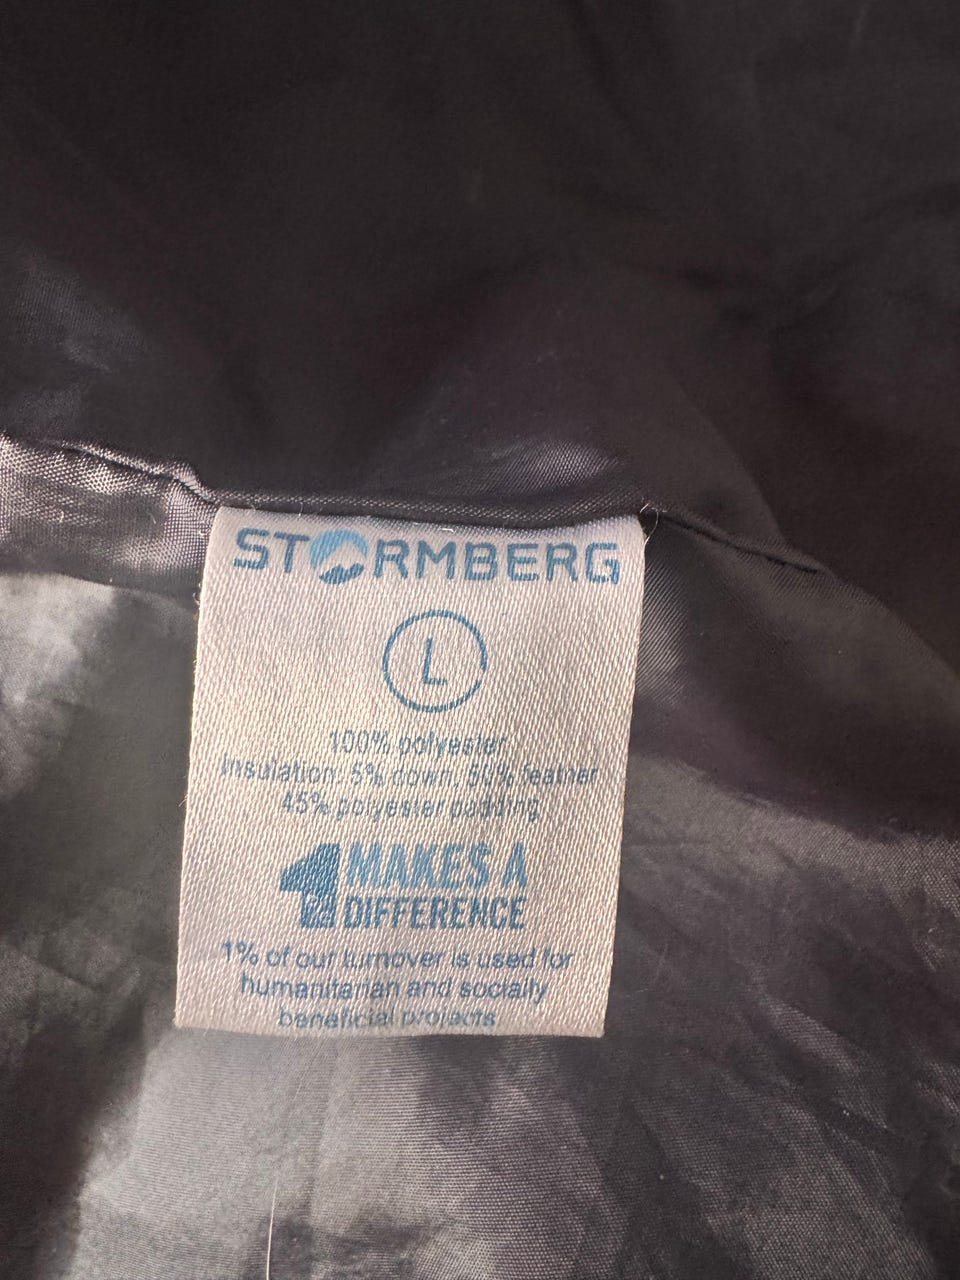 STORMBERG
L
100% polyester
Insulation: 5% down, 50% feather
45% polyester padding
1% MAKES A
DIFFERENCE
1% of our turnover is used for
humanitarian and socially
beneficial projects